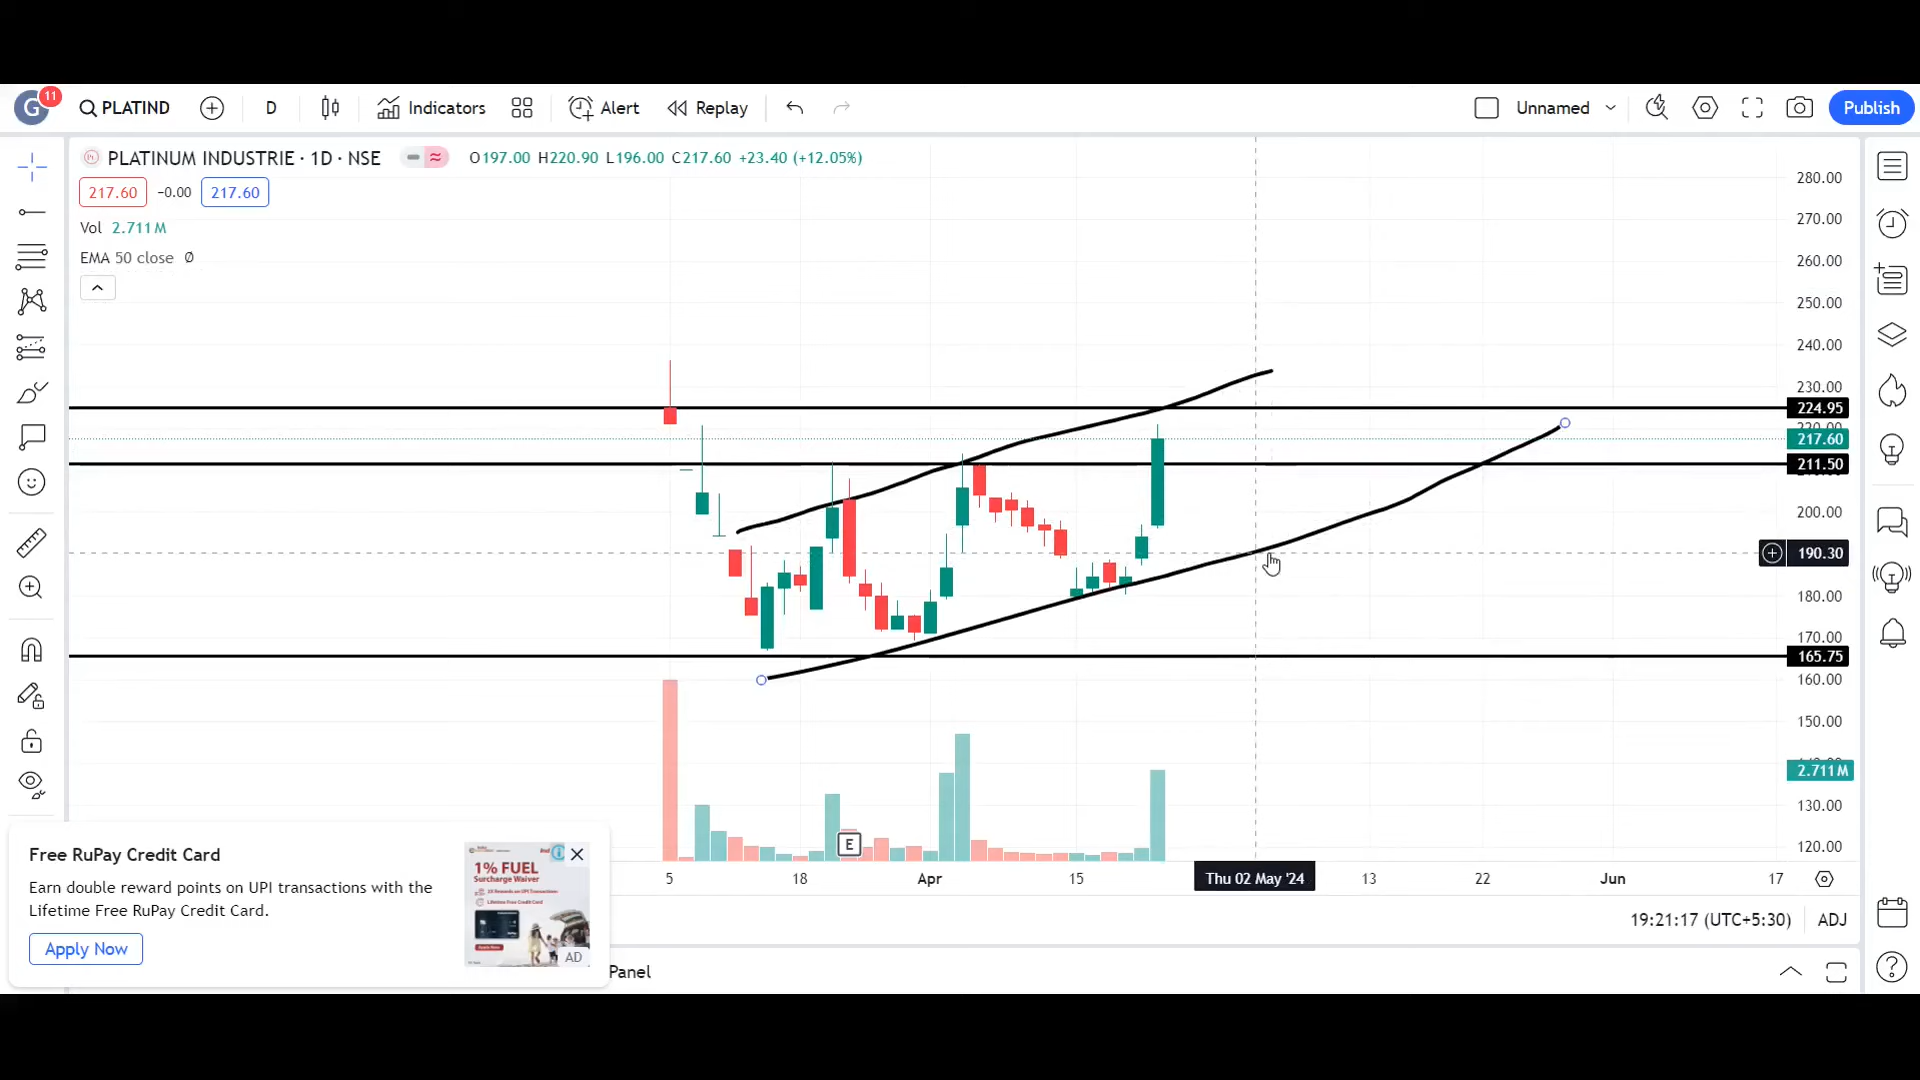 G 11 PLATIND D Indicators Alert Replay Unnamed Publish
PLATINUM INDUSTRIE · 1D · NSE O197.00 H220.90 L196.00 C217.60 +23.40 (+12.05%)
217.60 −0.00 217.60
Vol 2.711M
EMA 50 close Ø
280.00
270.00
260.00
250.00
240.00
230.00
224.95
217.60
211.50
200.00
190.30
180.00
170.00
165.75
160.00
150.00
2.711M
130.00
120.00
E
5 18 Apr 15 Thu 02 May '24 13 22 Jun 17
19:21:17 (UTC+5:30) ADJ
Free RuPay Credit Card
Earn double reward points on UPI transactions with the
Lifetime Free RuPay Credit Card.
Apply Now
1% FUEL
Surcharge Waiver
AD
Panel